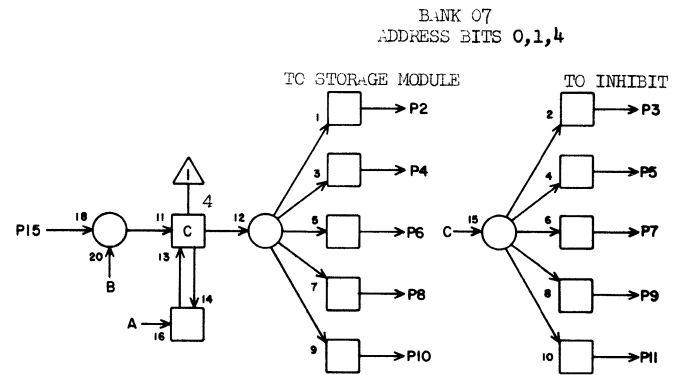 BANK 07
ADDRESS BITS 0,1,4
TO STORAGE MODULE
TO INHIBIT
1
P2
2
P3
3
P4
4
P5
1
4
P15
18
11
C
12
5
P6
C
15
6
P7
20
13
B
7
P8
8
P9
14
A
16
9
P10
10
P11